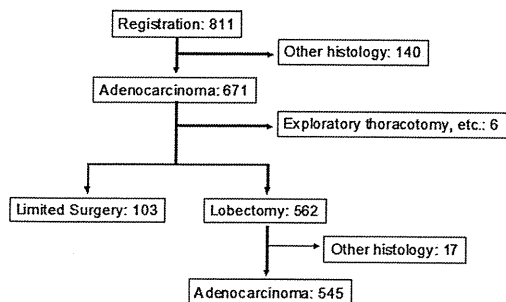 Registration: 811
Other histology: 140
Adenocarcinoma: 671
Exploratory thoracotomy, etc.: 6
Limited Surgery: 103
Lobectomy: 562
Other histology: 17
Adenocarcinoma: 545